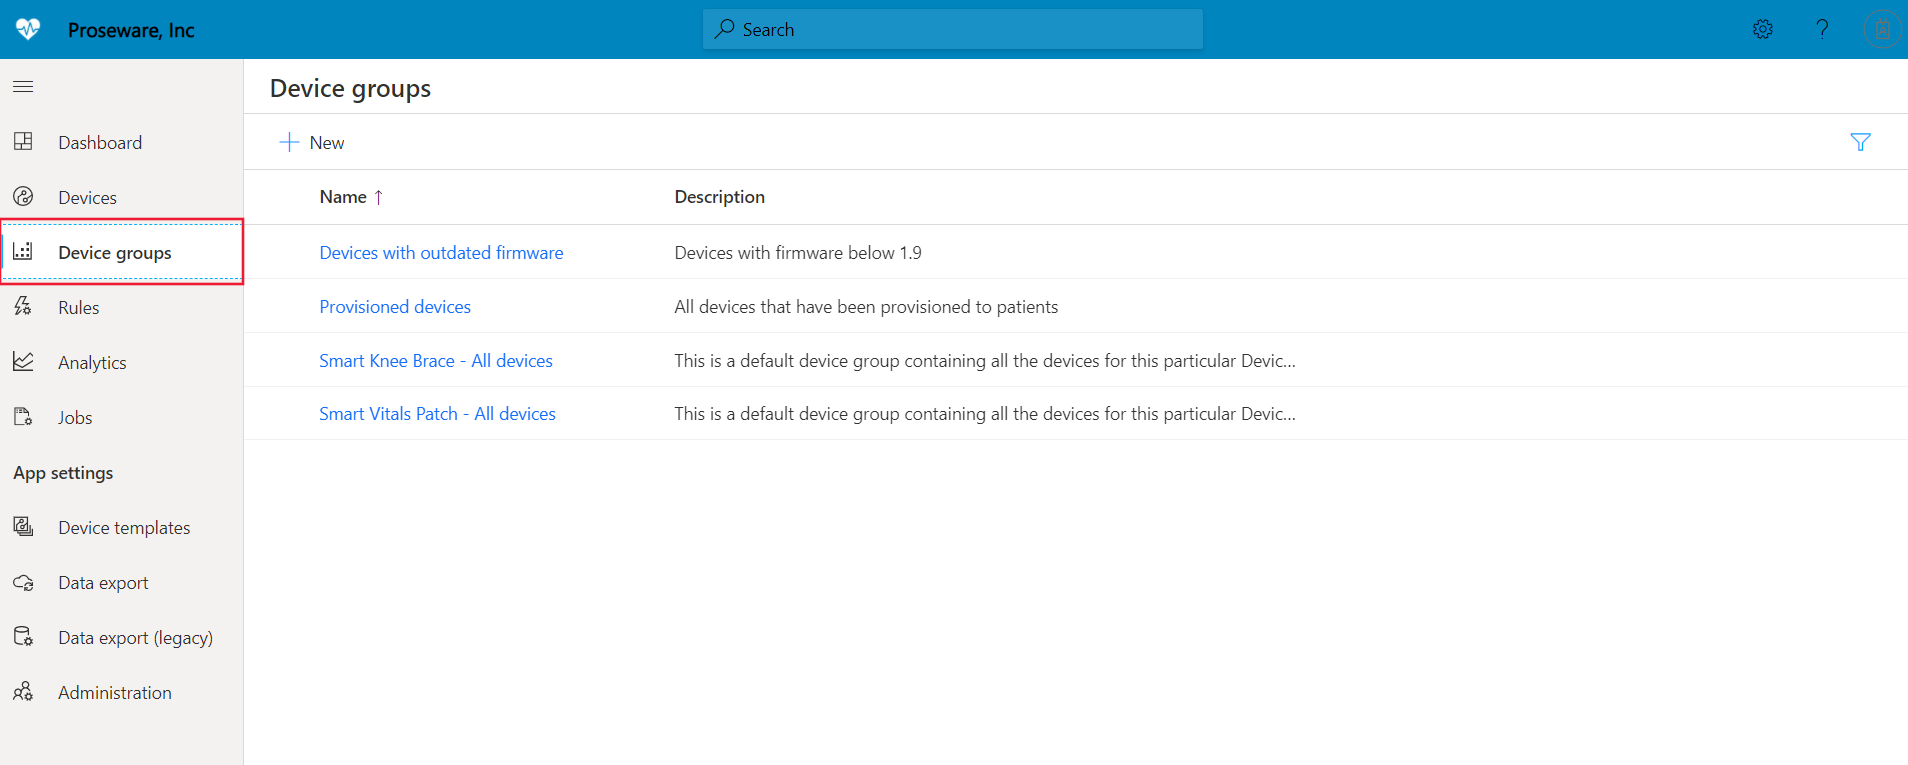 Proseware, Inc
Search
?
Device groups
Dashboard
Devices
Device groups
Rules
Analytics
Jobs
App settings
Device templates
Data export
Data export (legacy)
Administration
New
Name ↑ Description
Devices with outdated firmware Devices with firmware below 1.9
Provisioned devices All devices that have been provisioned to patients
Smart Knee Brace - All devices This is a default device group containing all the devices for this particular Devic...
Smart Vitals Patch - All devices This is a default device group containing all the devices for this particular Devic...